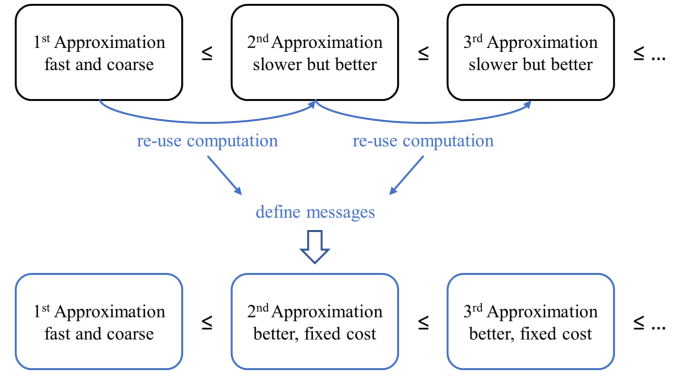 1st Approximation
fast and coarse
≤
2nd Approximation
slower but better
≤
3rd Approximation
slower but better
≤ ...
re-use computation
re-use computation
define messages
1st Approximation
fast and coarse
≤
2nd Approximation
better, fixed cost
≤
3rd Approximation
better, fixed cost
≤ ...